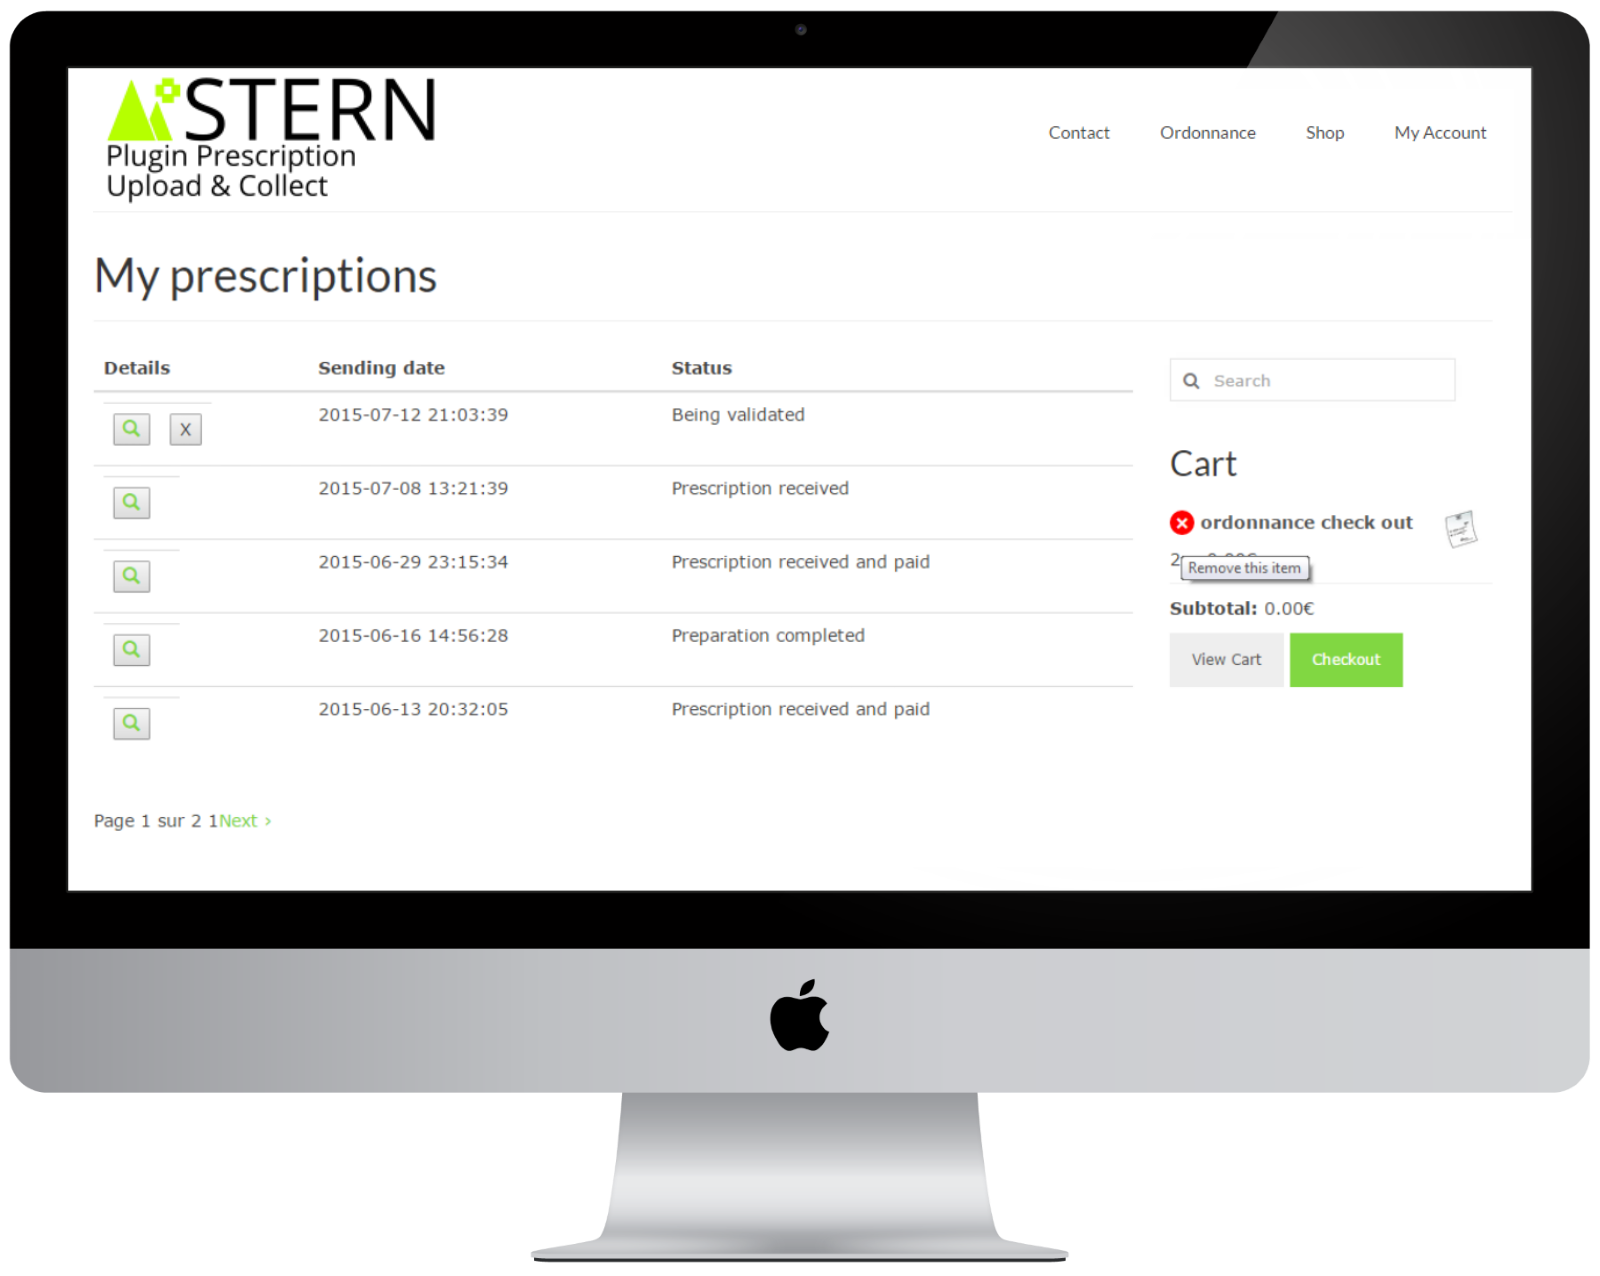 STERN
Plugin Prescription
Upload & Collect
Contact Ordonnance Shop My Account
My prescriptions
Details Sending date Status
X 2015-07-12 21:03:39 Being validated
2015-07-08 13:21:39 Prescription received
2015-06-29 23:15:34 Prescription received and paid
2015-06-16 14:56:28 Preparation completed
2015-06-13 20:32:05 Prescription received and paid
Page 1 sur 2 1Next ›
Search
Cart
ordonnance check out
2
Remove this item
Subtotal: 0.00€
View Cart Checkout